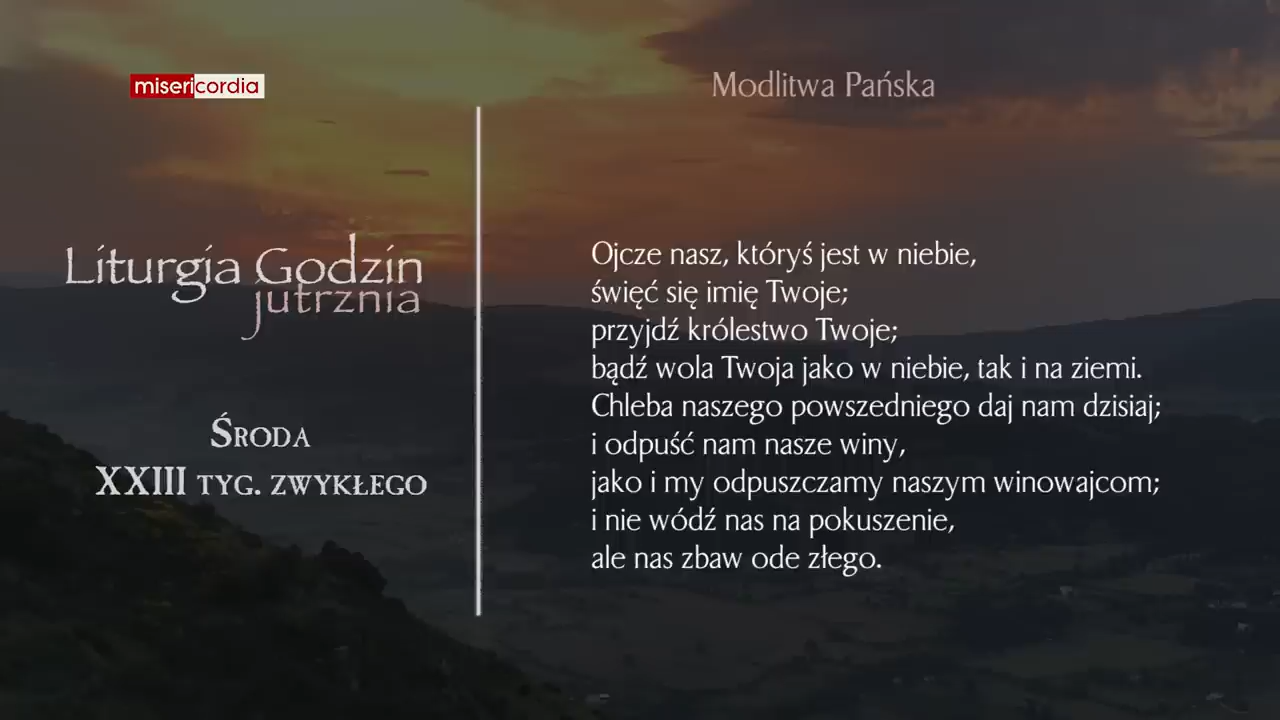 misericordia
Modlitwa Pańska
Liturgia Godzin
jutrznia
Środa
XXIII tyg. zwykłego
Ojcze nasz, któryś jest w niebie,
święć się imię Twoje;
przyjdź królestwo Twoje;
bądź wola Twoja jako w niebie, tak i na ziemi.
Chleba naszego powszedniego daj nam dzisiaj;
i odpuść nam nasze winy,
jako i my odpuszczamy naszym winowajcom;
i nie wódź nas na pokuszenie,
ale nas zbaw ode złego.